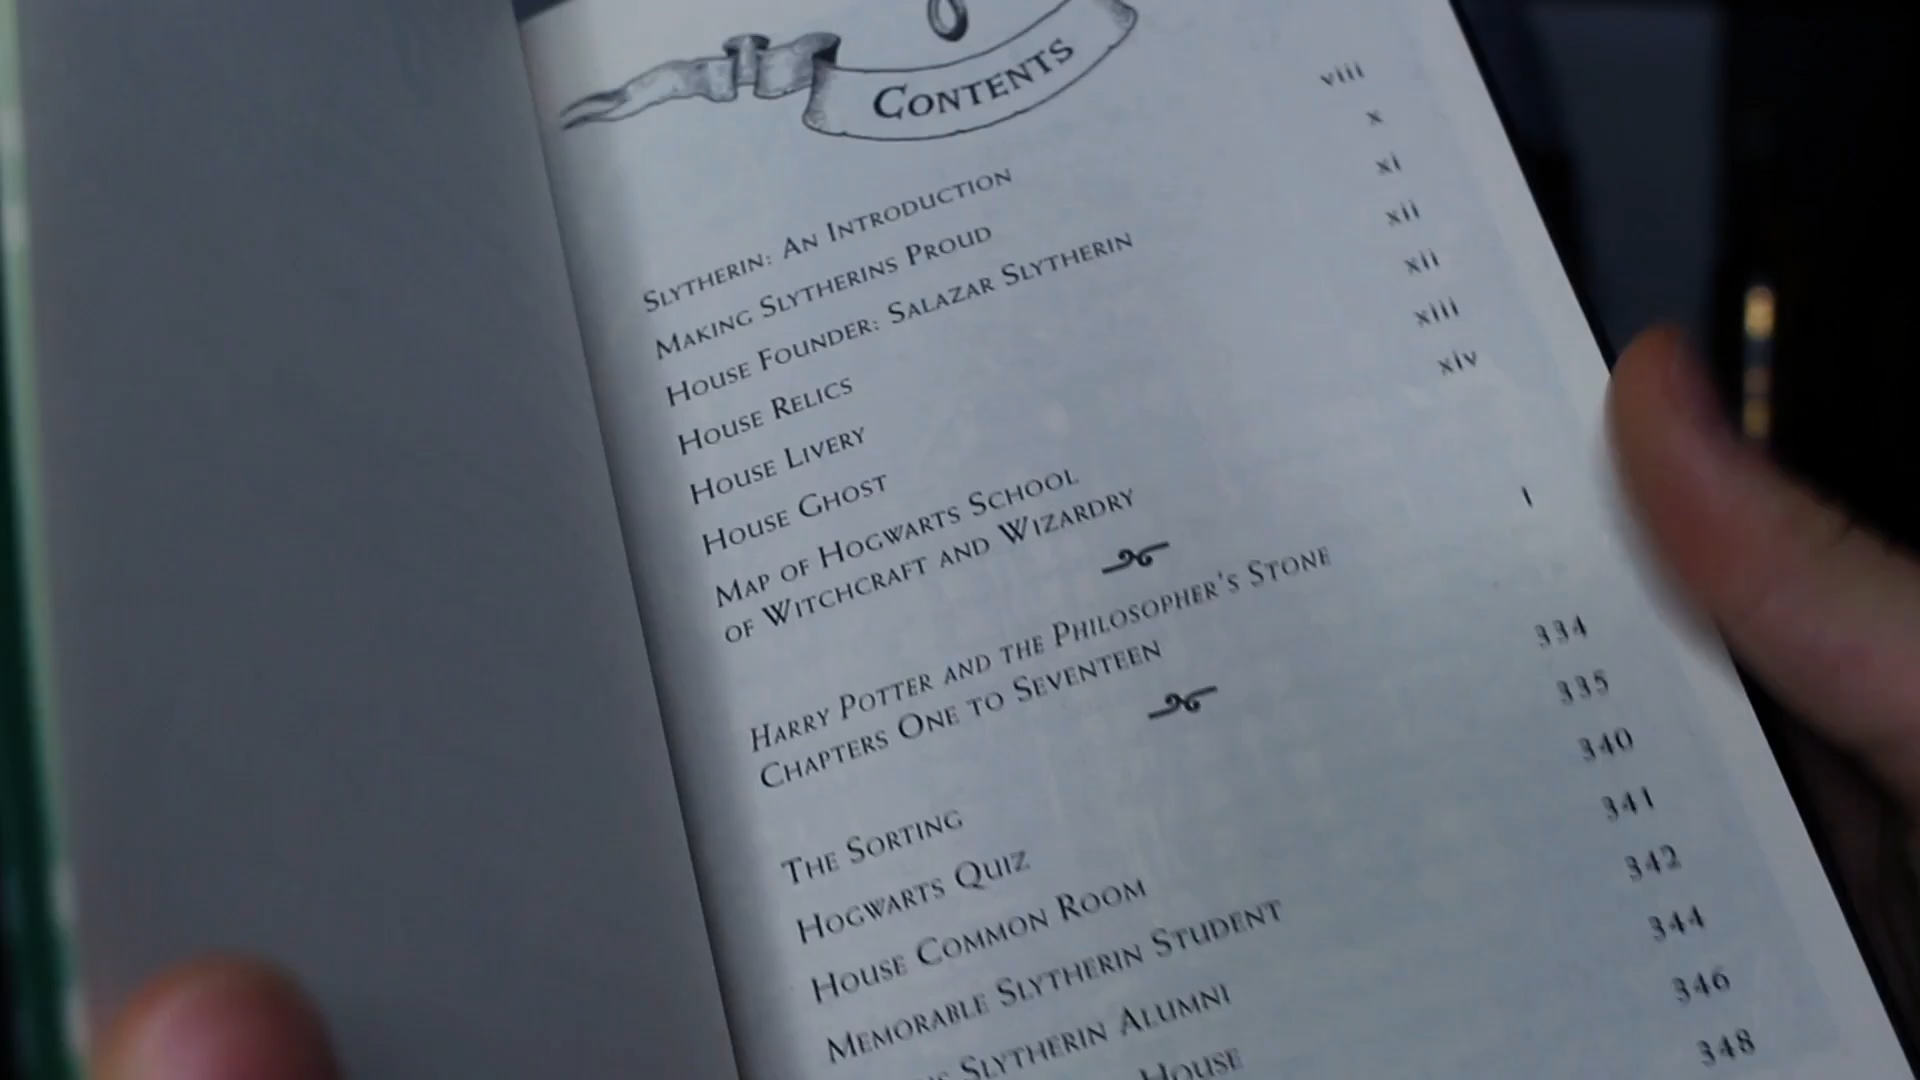 CONTENTS
SLYTHERIN: AN INTRODUCTION viii
MAKING SLYTHERINS PROUD x
HOUSE FOUNDER: SALAZAR SLYTHERIN xi
HOUSE RELICS xii
HOUSE LIVERY xii
HOUSE GHOST xiii
MAP OF HOGWARTS SCHOOL
OF WITCHCRAFT AND WIZARDRY xiv
HARRY POTTER AND THE PHILOSOPHER'S STONE
CHAPTERS ONE TO SEVENTEEN 1
THE SORTING 334
HOGWARTS QUIZ 335
HOUSE COMMON ROOM 340
MEMORABLE SLYTHERIN STUDENT 341
SLYTHERIN ALUMNI 342
HOUSE 344
346
348